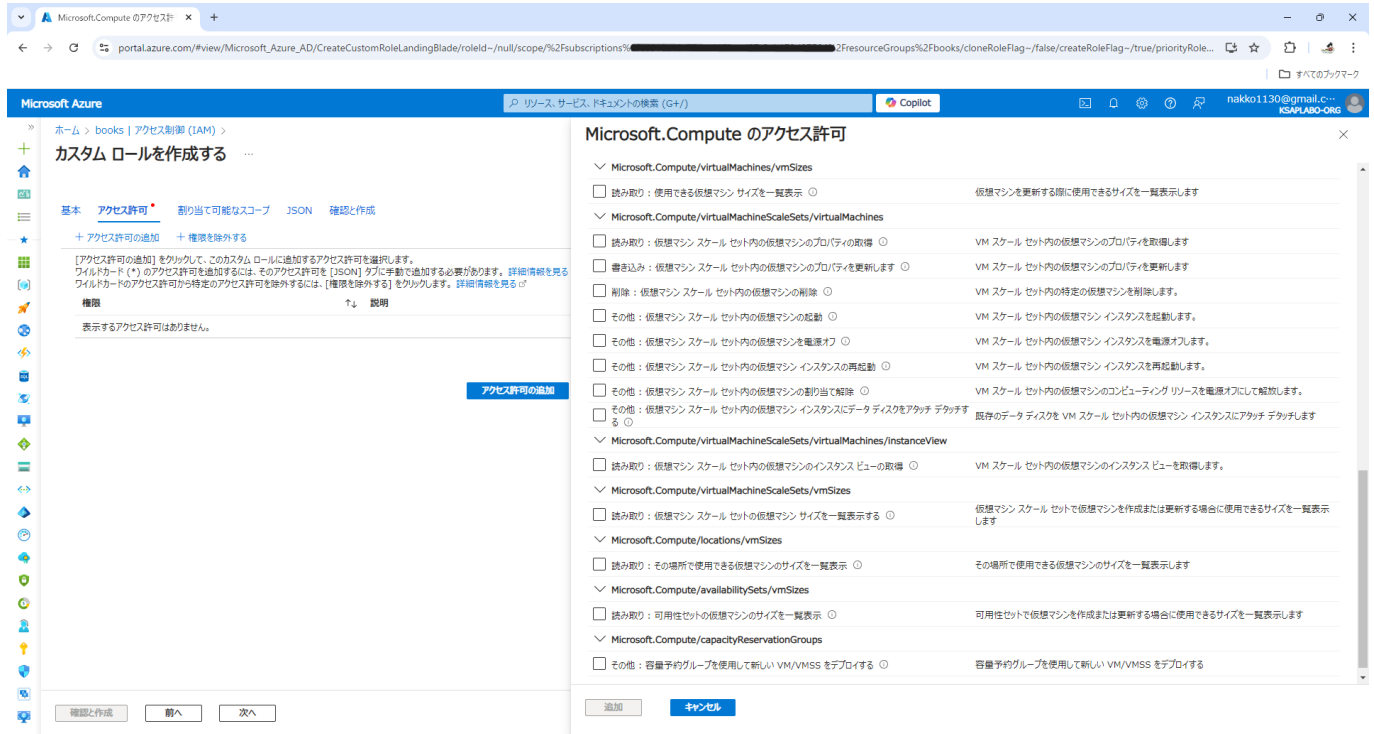 Microsoft.Compute のアクセス許
portal.azure.com/#view/Microsoft_Azure_AD/CreateCustomRoleLandingBlade/roleId~/null/scope/%2Fsubscriptions%
2FresourceGroups%2Fbooks/cloneRoleFlag~/false/createRoleFlag~/true/priorityRole...
すべてのブックマーク
Microsoft Azure
リソース、サービス、ドキュメントの検索 (G+/)
Copilot
nakko1130@gmail.c…
KSAPLABO-ORG
ホーム > books | アクセス制御 (IAM) >
カスタム ロールを作成する …
基本 アクセス許可 割り当て可能なスコープ JSON 確認と作成
+ アクセス許可の追加 + 権限を除外する
[アクセス許可の追加] をクリックして、このカスタム ロールに追加するアクセス許可を選択します。
ワイルドカード (*) のアクセス許可を追加するには、そのアクセス許可を [JSON] タブに手動で追加する必要があります。詳細情報を見る
ワイルドカードのアクセス許可から特定のアクセス許可を除外するには、[権限を除外する] をクリックします。詳細情報を見る
権限 ↑↓ 説明
表示するアクセス許可はありません。
アクセス許可の追加
確認と作成 前へ 次へ
Microsoft.Compute のアクセス許可
Microsoft.Compute/virtualMachines/vmSizes
読み取り : 使用できる仮想マシン サイズを一覧表示 仮想マシンを更新する際に使用できるサイズを一覧表示します
Microsoft.Compute/virtualMachineScaleSets/virtualMachines
読み取り : 仮想マシン スケール セット内の仮想マシンのプロパティの取得 VM スケール セット内の仮想マシンのプロパティを取得します
書き込み : 仮想マシン スケール セット内の仮想マシンのプロパティを更新します VM スケール セット内の仮想マシンのプロパティを更新します
削除 : 仮想マシン スケール セット内の仮想マシンの削除 VM スケール セット内の特定の仮想マシンを削除します。
その他 : 仮想マシン スケール セット内の仮想マシンの起動 VM スケール セット内の仮想マシン インスタンスを起動します。
その他 : 仮想マシン スケール セット内の仮想マシンを電源オフ VM スケール セット内の仮想マシン インスタンスを電源オフします。
その他 : 仮想マシン スケール セット内の仮想マシン インスタンスの再起動 VM スケール セット内の仮想マシン インスタンスを再起動します。
その他 : 仮想マシン スケール セット内の仮想マシンの割り当て解除 VM スケール セット内の仮想マシンのコンピューティング リソースを電源オフにして解放します。
その他 : 仮想マシン スケール セット内の仮想マシン インスタンスにデータ ディスクをアタッチ デタッチす
る
既存のデータ ディスクを VM スケール セット内の仮想マシン インスタンスにアタッチ デタッチします
Microsoft.Compute/virtualMachineScaleSets/virtualMachines/instanceView
読み取り : 仮想マシン スケール セット内の仮想マシンのインスタンス ビューの取得 VM スケール セット内の仮想マシンのインスタンス ビューを取得します。
Microsoft.Compute/virtualMachineScaleSets/vmSizes
読み取り : 仮想マシン スケール セットの仮想マシン サイズを一覧表示する
仮想マシン スケール セットで仮想マシンを作成または更新する場合に使用できるサイズを一覧表示
します
Microsoft.Compute/locations/vmSizes
読み取り : その場所で使用できる仮想マシンのサイズを一覧表示 その場所で使用できる仮想マシンのサイズを一覧表示します
Microsoft.Compute/availabilitySets/vmSizes
読み取り : 可用性セットの仮想マシンのサイズを一覧表示 可用性セットで仮想マシンを作成または更新する場合に使用できるサイズを一覧表示します
Microsoft.Compute/capacityReservationGroups
その他 : 容量予約グループを使用して新しい VM/VMSS をデプロイする 容量予約グループを使用して新しい VM/VMSS をデプロイする
追加 キャンセル